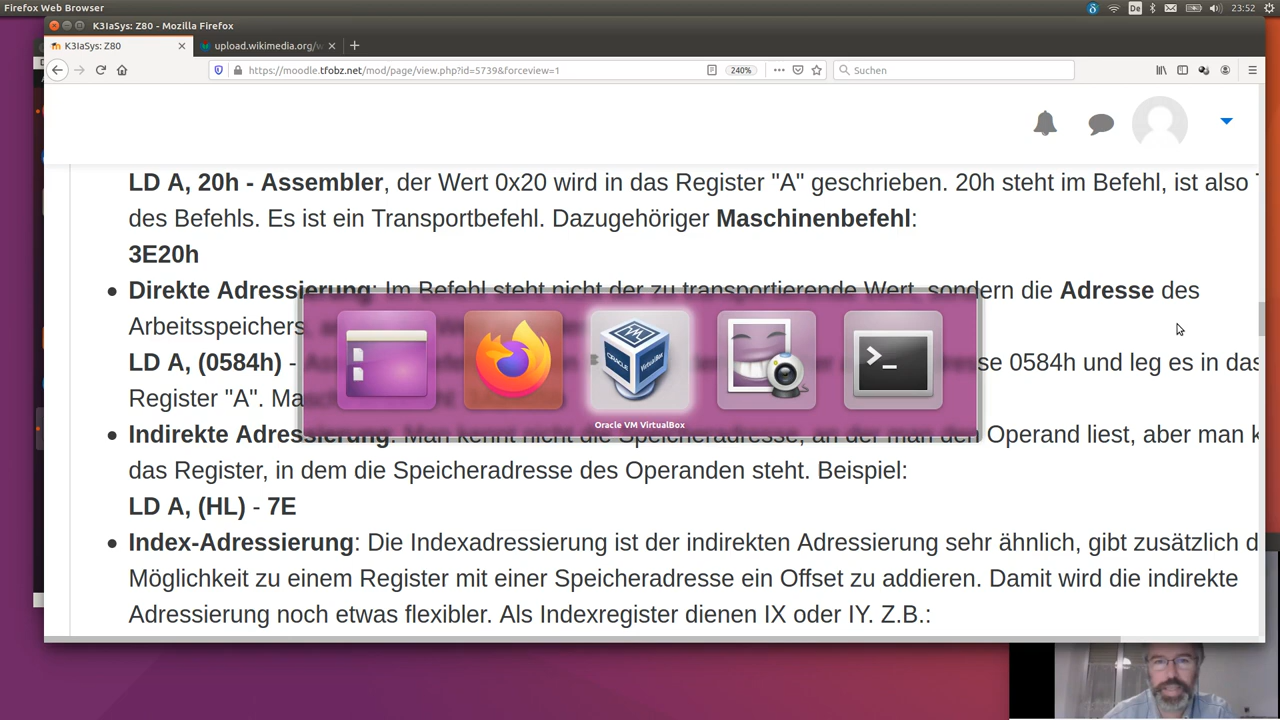 Firefox Web Browser
De
23:52
K3IaSys: Z80 - Mozilla Firefox
K3IaSys: Z80
upload.wikimedia.org/w
https://moodle.tfobz.net/mod/page/view.php?id=5739&forceview=1
240%
Suchen
LD A, 20h - Assembler, der Wert 0x20 wird in das Register "A" geschrieben. 20h steht im Befehl, ist also
des Befehls. Es ist ein Transportbefehl. Dazugehöriger Maschinenbefehl:
3E20h
Direkte Adressierung: Im Befehl steht nicht der zu transportierende Wert, sondern die Adresse des
Arbeitsspeichers,
LD A, (0584h) - 0584h und leg es in das
Register "A".
Indirekte Adressierung: Man kennt nicht die Speicheradresse, an der man den Operand liest, aber man
das Register, in dem die Speicheradresse des Operanden steht. Beispiel:
LD A, (HL) - 7E
Index-Adressierung: Die Indexadressierung ist der indirekten Adressierung sehr ähnlich, gibt zusätzlich
Möglichkeit zu einem Register mit einer Speicheradresse ein Offset zu addieren. Damit wird die indirekte
Adressierung noch etwas flexibler. Als Indexregister dienen IX oder IY. Z.B.:
ORACLE
VirtualBox
Oracle VM VirtualBox